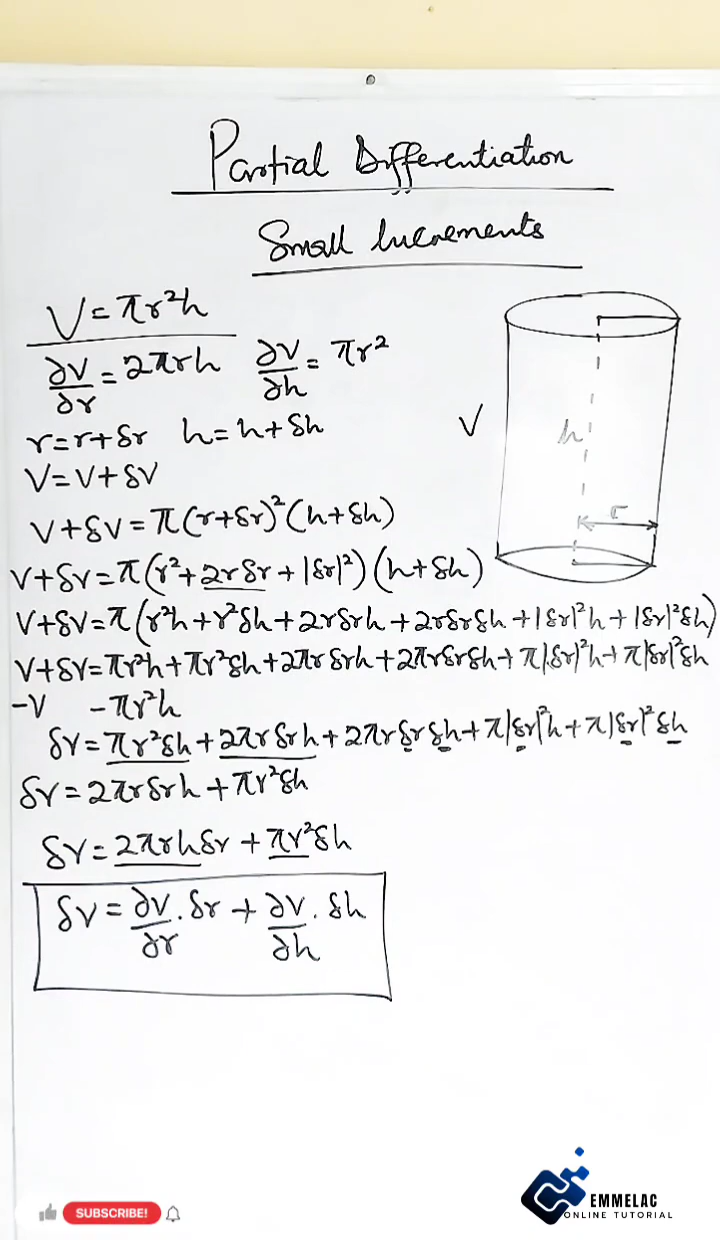 Partial Differentiation
Small Increments
V = πr²h
∂V/∂r = 2πrh ∂V/∂h = πr²
r = r + δr h = h + δh
V = V + δV
V + δV = π(r + δr)²(h + δh)
V + δV = π(r² + 2rδr + |δr|²)(h + δh)
V + δV = π(r²h + r²δh + 2rδrh + 2rδrδh + |δr|²h + |δr|²δh)
V + δV = πr²h + πr²δh + 2πrδrh + 2πrδrδh + π|δr|²h + π|δr|²δh
-V -πr²h
δV = πr²δh + 2πrδrh + 2πrδrδh + π|δr|²h + π|δr|²δh
δV = 2πrδrh + πr²δh
δV = 2πrhδr + πr²δh
δV = ∂V/∂r . δr + ∂V/∂h . δh
V
h
r
SUBSCRIBE!
EMMELAC
ONLINE TUTORIAL